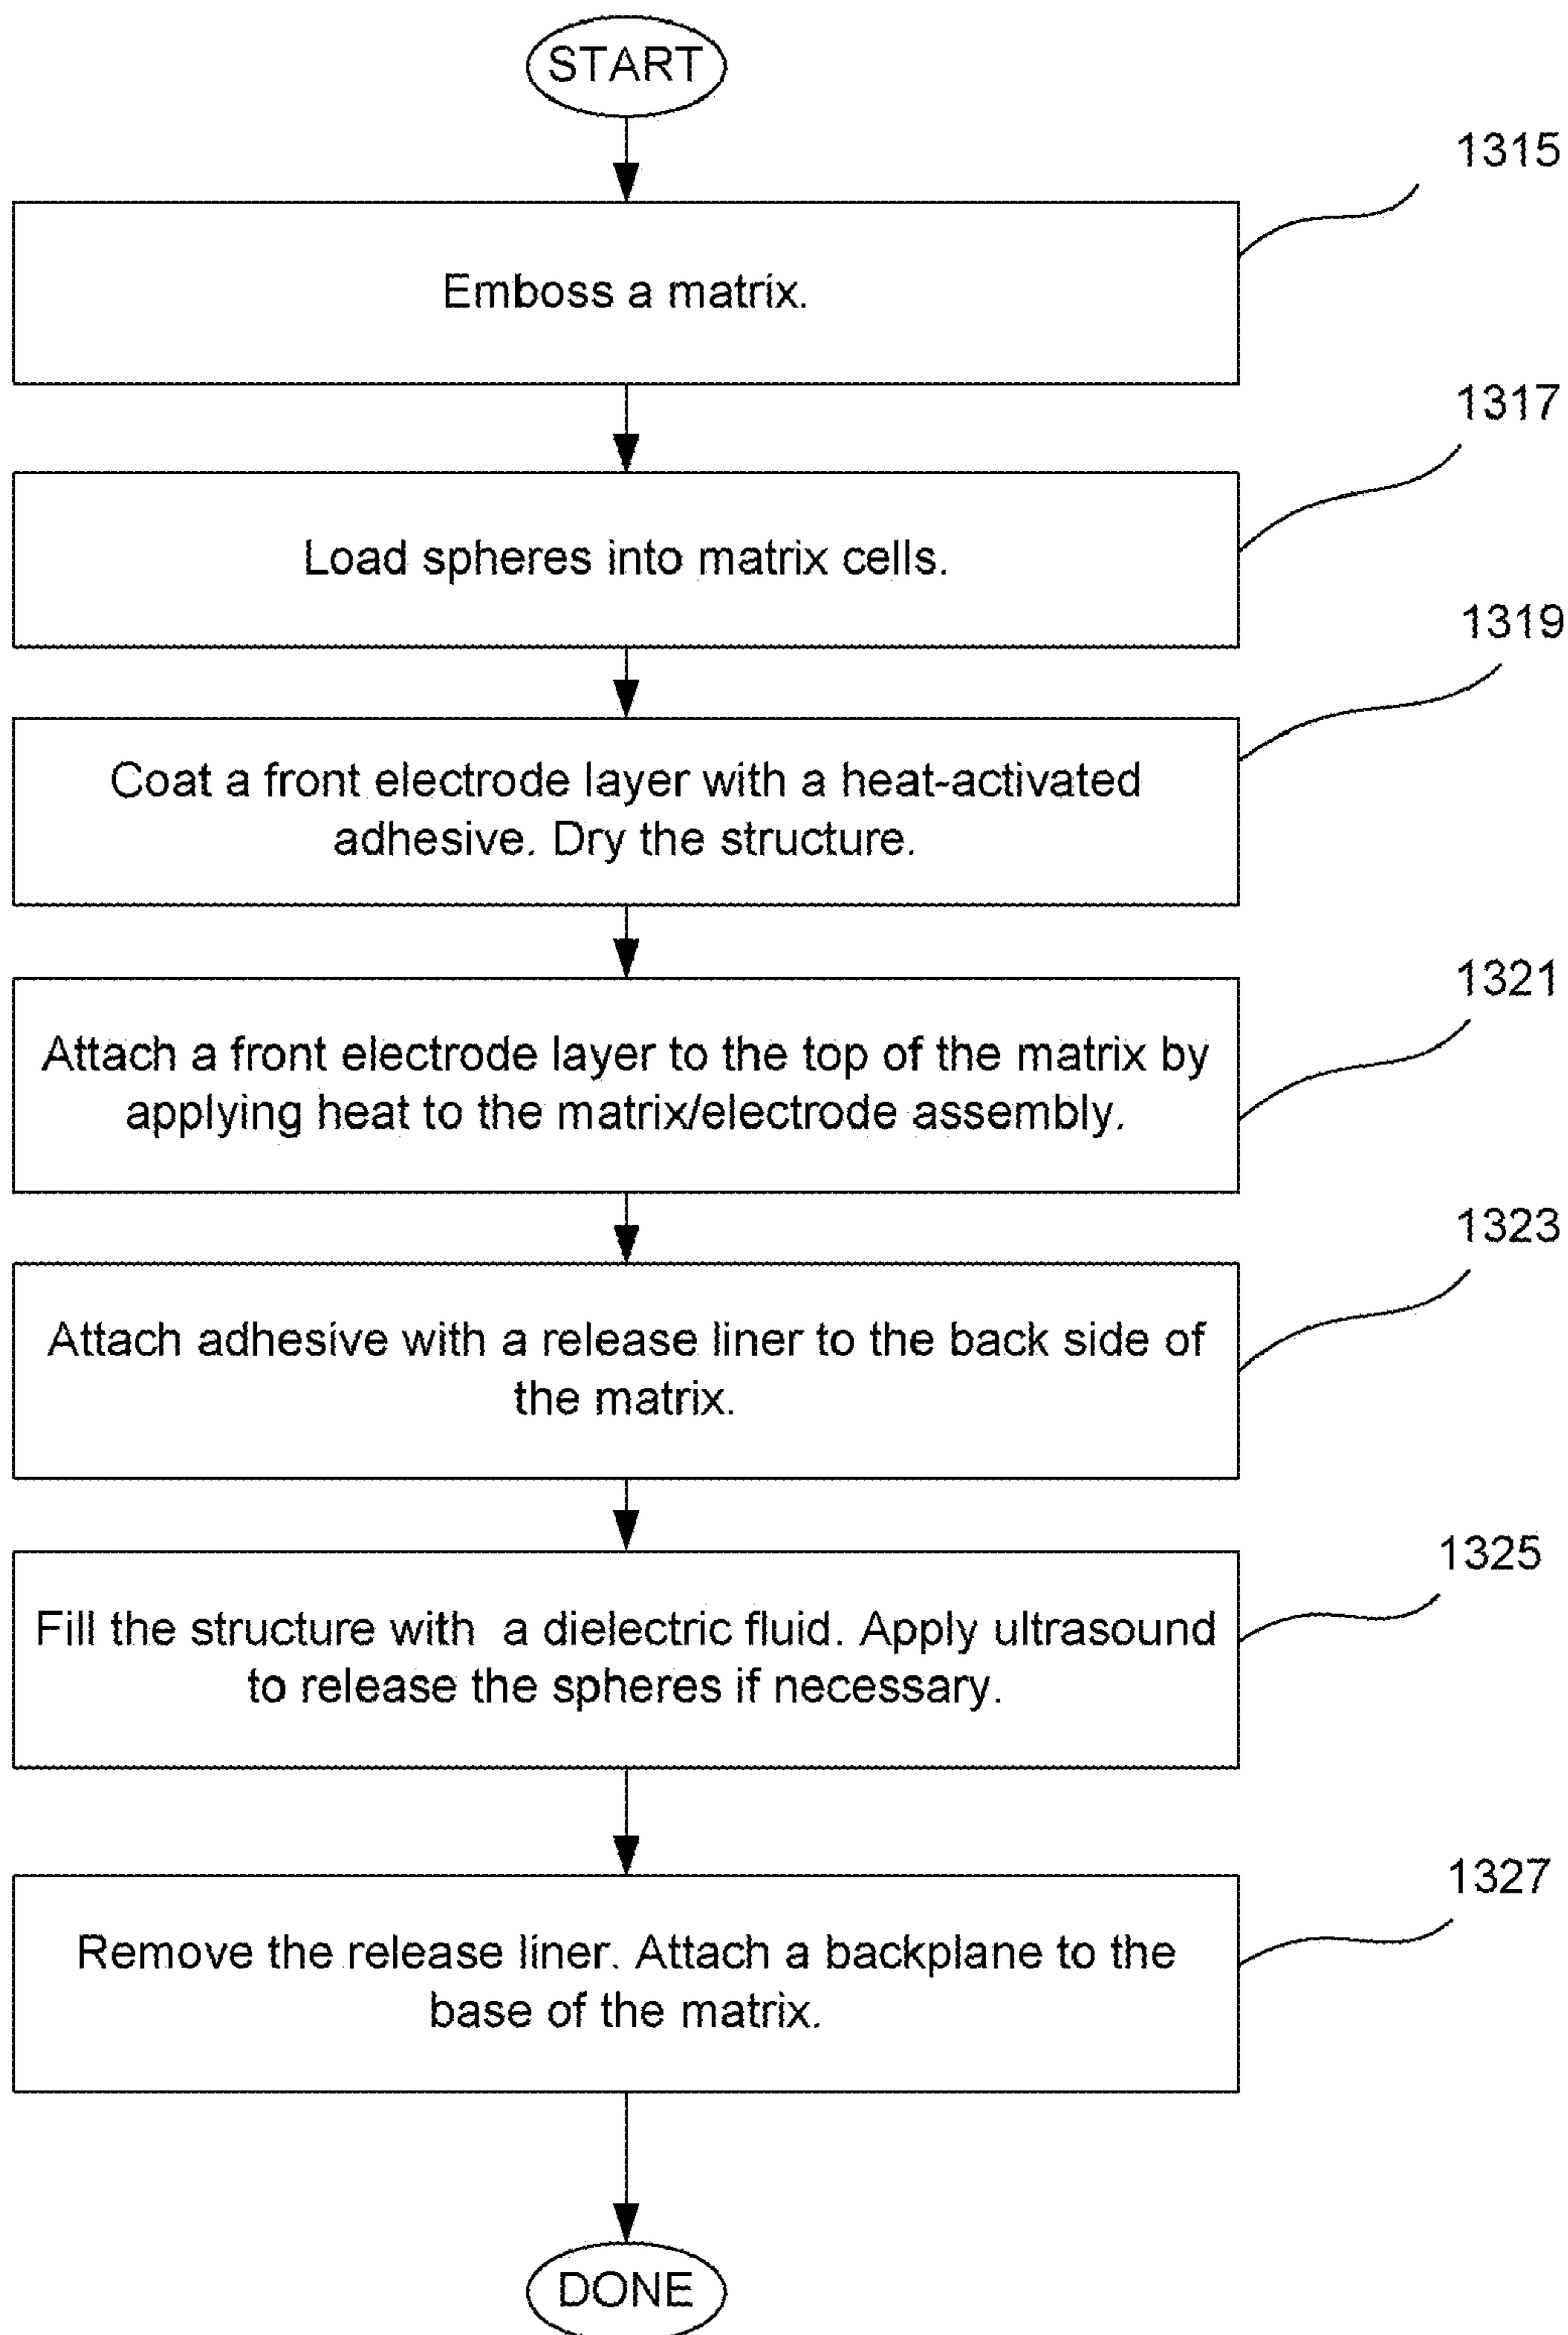 START
1315
Emboss a matrix.
1317
Load spheres into matrix cells.
1319
Coat a front electrode layer with a heat-activated
adhesive. Dry the structure.
1321
Attach a front electrode layer to the top of the matrix by
applying heat to the matrix/electrode assembly.
1323
Attach adhesive with a release liner to the back side of
the matrix.
1325
Fill the structure with a dielectric fluid. Apply ultrasound
to release the spheres if necessary.
1327
Remove the release liner. Attach a backplane to the
base of the matrix.
DONE